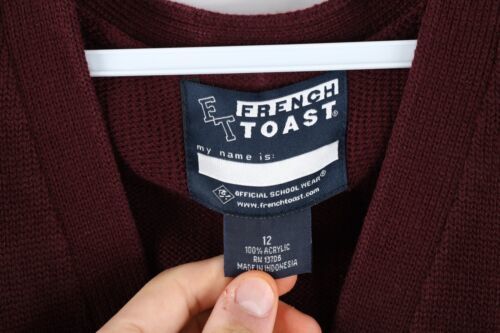 FT FRENCH
TOAST®
my name is:
OFFICIAL SCHOOL WEAR®
www.frenchtoast.com
12
100% ACRYLIC
RN 13706
MADE IN INDONESIA